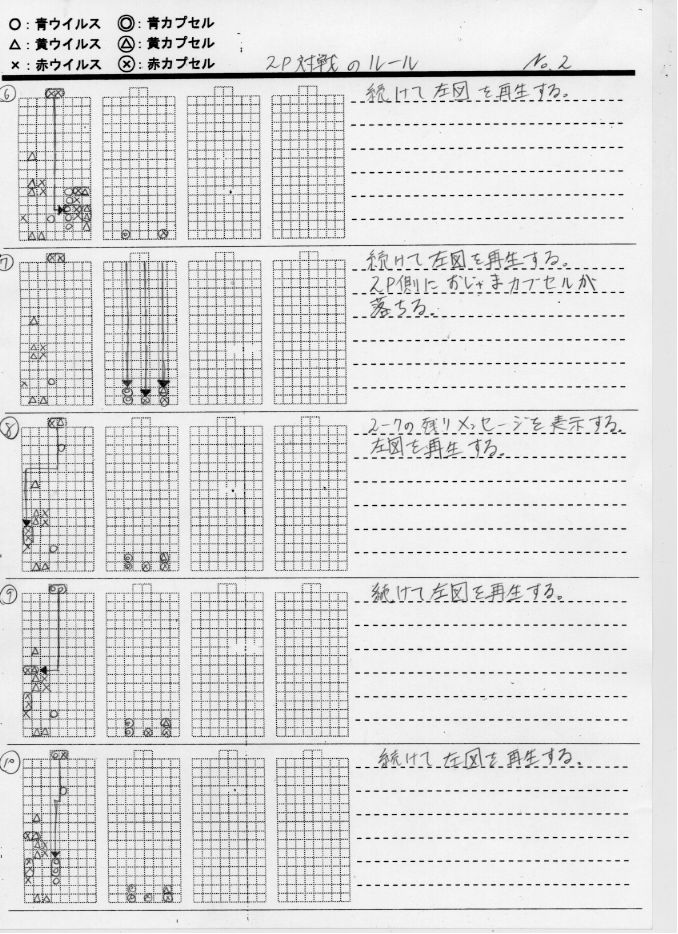 ○：青ウイルス ◎：青カプセル
△：黄ウイルス ：黄カプセル
×：赤ウイルス ⓧ：赤カプセル
2P対戦のルール No.2
⑥ 続けて左図を再生する。
⑦ 続けて左図を再生する。
2P側におじゃまカプセルが
落ちる。
⑧ 2-7の残りメッセージを表示する。
左図を再生する。
⑨ 続けて左図を再生する。
⑩ 続けて左図を再生する。